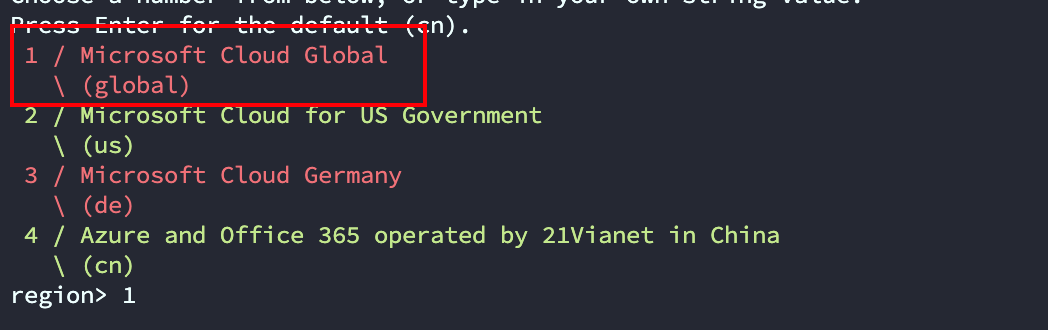 Press Enter for the default (cn).
1 / Microsoft Cloud Global
\ (global)
2 / Microsoft Cloud for US Government
\ (us)
3 / Microsoft Cloud Germany
\ (de)
4 / Azure and Office 365 operated by 21Vianet in China
\ (cn)
region> 1